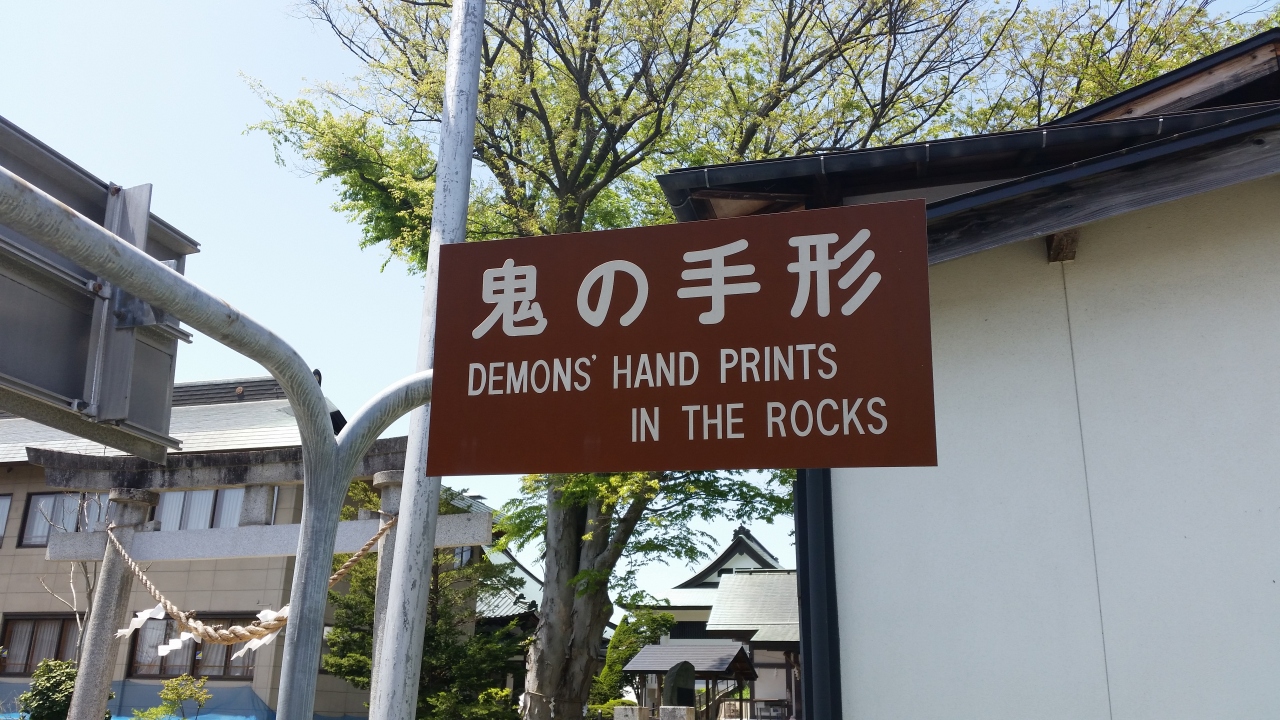 鬼の手形
DEMONS' HAND PRINTS
IN THE ROCKS